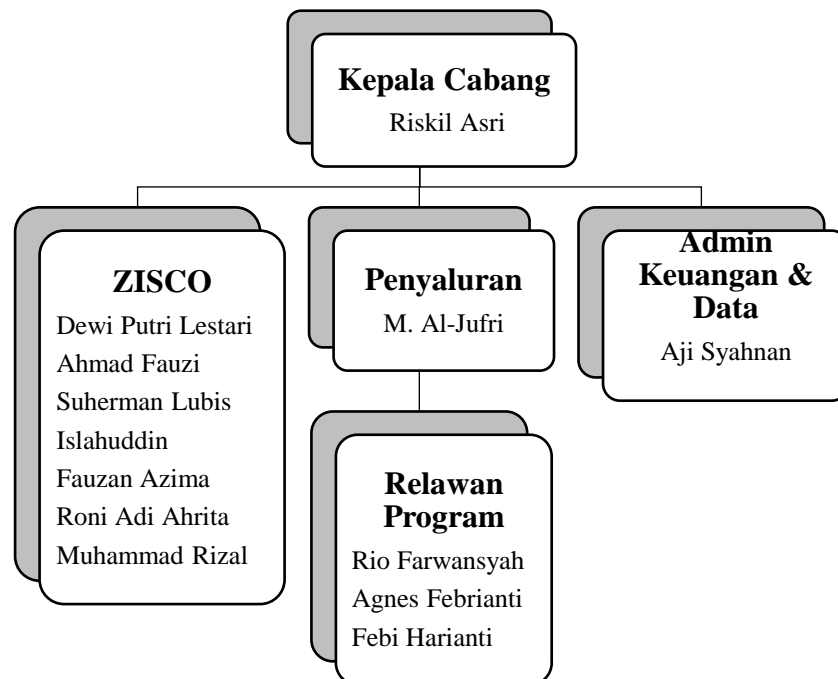 Kepala Cabang
Riskil Asri
ZISCO
Dewi Putri Lestari
Ahmad Fauzi
Suherman Lubis
Islahuddin
Fauzan Azima
Roni Adi Ahrita
Muhammad Rizal
Penyaluran
M. Al-Jufri
Admin
Keuangan &
Data
Aji Syahnan
Relawan
Program
Rio Farwansyah
Agnes Febrianti
Febi Harianti